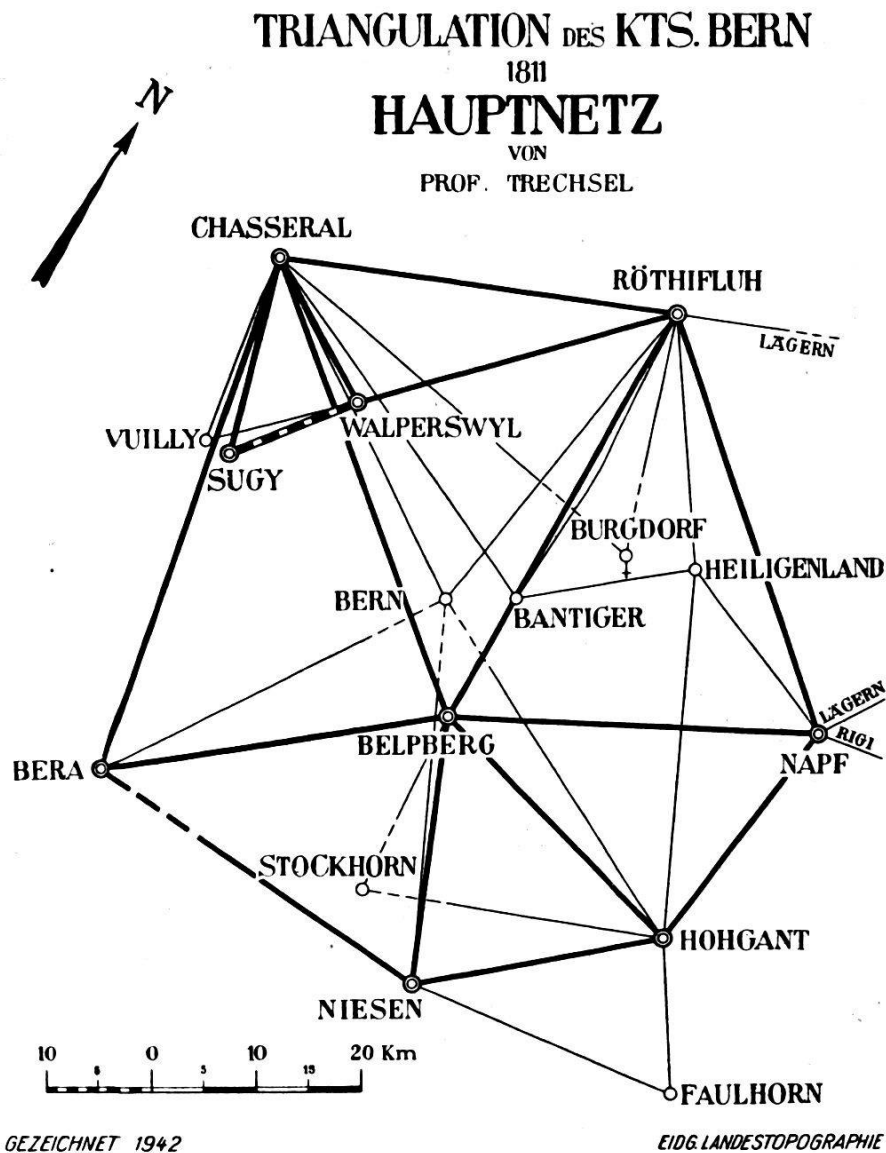 TRIANGULATION DES KTS. BERN
1811
HAUPTNETZ
VON
PROF. TRECHSEL
N
CHASSERAL
RÖTHIFLUH
LÄGERN
VUILLY
WALPERSWYL
SUGY
BURGDORF
HEILIGENLAND
BERN
BANTIGER
LÄGERN
BELPBERG
RIGI
BERA
NAPF
STOCKHORN
HOHGANT
NIESEN
10 5 0 5 10 15 20 Km
FAULHORN
GEZEICHNET 1942
EIDG. LANDESTOPOGRAPHIE